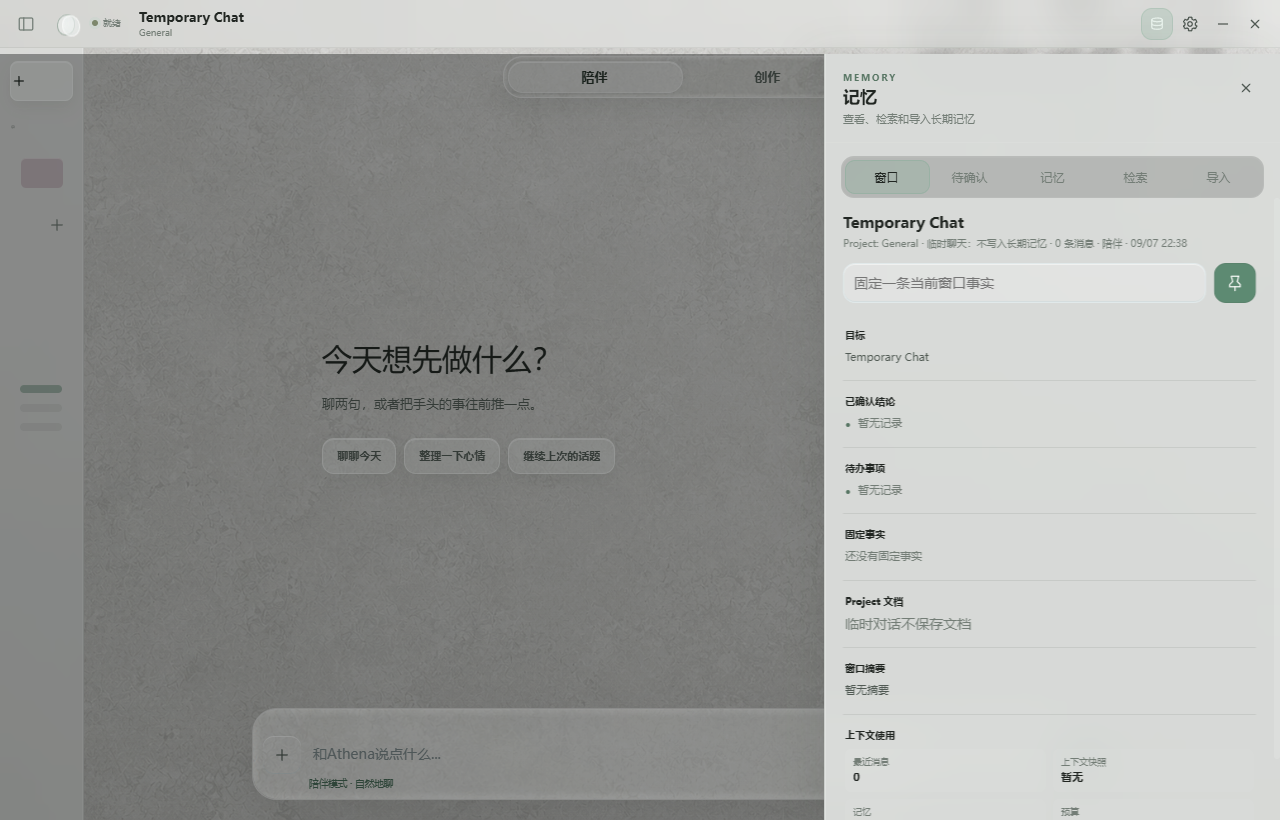 就绪
Temporary Chat
General
陪伴
创作
今天想先做什么？
聊两句，或者把手头的事往前推一点。
聊聊今天
整理一下心情
继续上次的话题
和Athena说点什么...
陪伴模式 · 自然地聊
MEMORY
记忆
查看、检索和导入长期记忆
窗口
待确认
记忆
检索
导入
Temporary Chat
Project: General · 临时聊天：不写入长期记忆 · 0 条消息 · 陪伴 · 09/07 22:38
固定一条当前窗口事实
目标
Temporary Chat
已确认结论
暂无记录
待办事项
暂无记录
固定事实
还没有固定事实
Project 文档
临时对话不保存文档
窗口摘要
暂无摘要
上下文使用
最近消息
0
上下文快照
暂无
记忆
预算